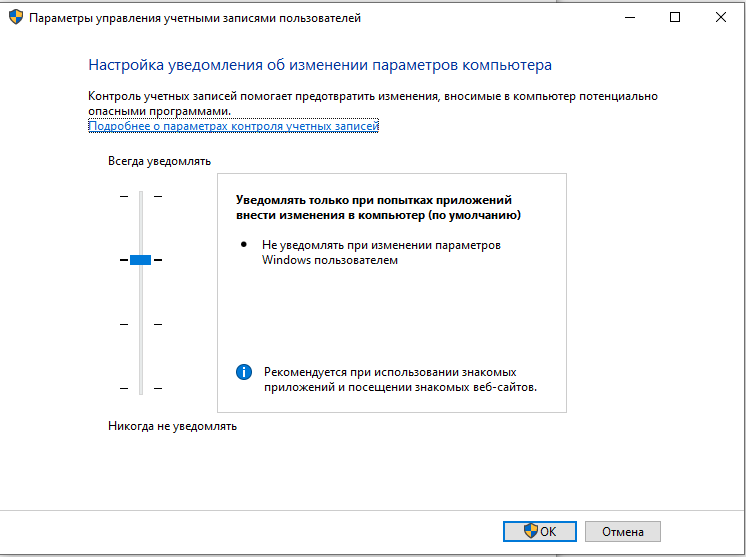 Параметры управления учетными записями пользователей
Настройка уведомления об изменении параметров компьютера
Контроль учетных записей помогает предотвратить изменения, вносимые в компьютер потенциально
опасными программами.
Подробнее о параметрах контроля учетных записей
Всегда уведомлять
Уведомлять только при попытках приложений
внести изменения в компьютер (по умолчанию)
Не уведомлять при изменении параметров
Windows пользователем
Рекомендуется при использовании знакомых
приложений и посещении знакомых веб-сайтов.
Никогда не уведомлять
ОК
Отмена